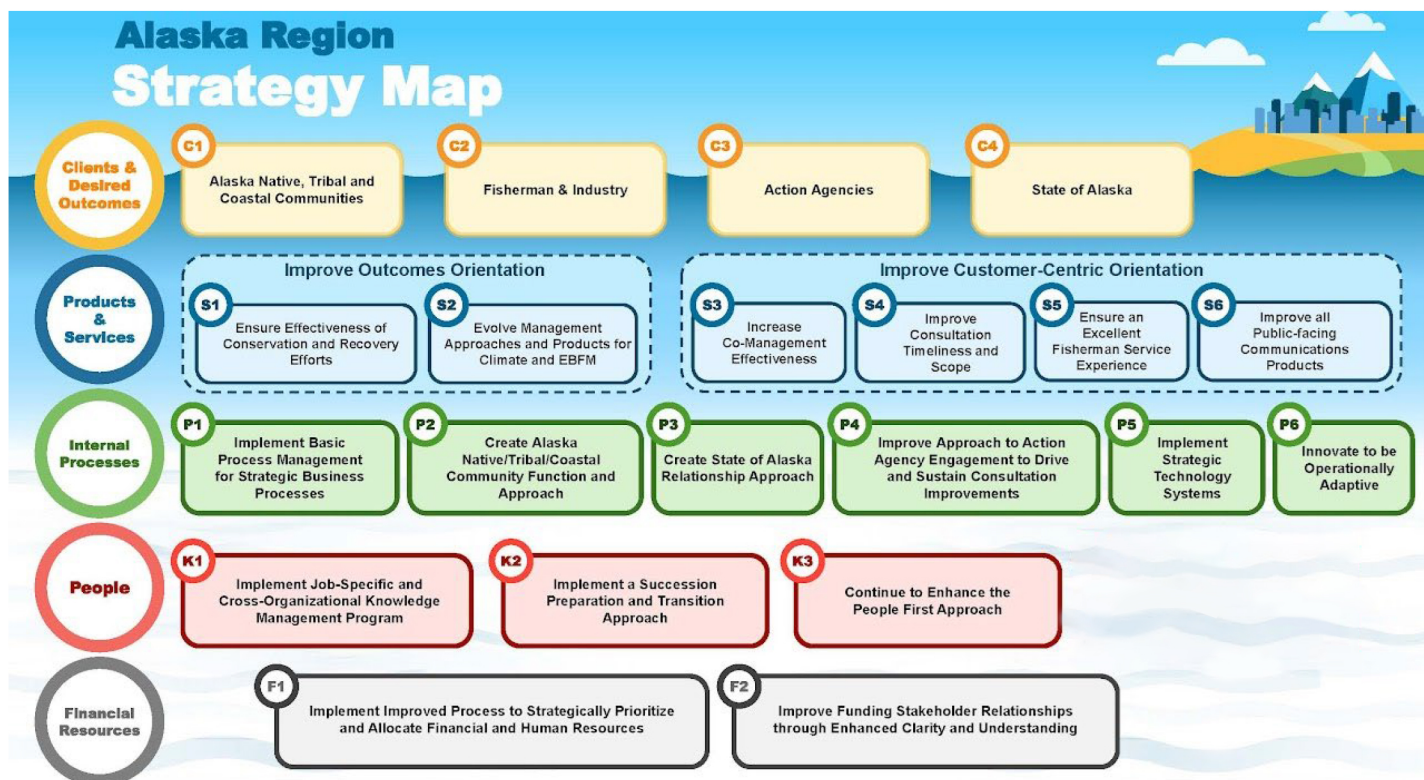 Alaska Region
Strategy Map
Clients &
Desired
Outcomes
C1
Alaska Native, Tribal and
Coastal Communities
C2
Fisherman & Industry
C3
Action Agencies
C4
State of Alaska
Products
&
Services
Improve Outcomes Orientation
S1
Ensure Effectiveness of
Conservation and Recovery
Efforts
S2
Evolve Management
Approaches and Products for
Climate and EBFM
Improve Customer-Centric Orientation
S3
Increase
Co-Management
Effectiveness
S4
Improve
Consultation
Timeliness and
Scope
S5
Ensure an
Excellent
Fisherman Service
Experience
S6
Improve all
Public-facing
Communications
Products
Internal
Processes
P1
Implement Basic
Process Management
for Strategic Business
Processes
P2
Create Alaska
Native/Tribal/Coastal
Community Function and
Approach
P3
Create State of Alaska
Relationship Approach
P4
Improve Approach to Action
Agency Engagement to Drive
and Sustain Consultation
Improvements
P5
Implement
Strategic
Technology
Systems
P6
Innovate to be
Operationally
Adaptive
People
K1
Implement Job-Specific and
Cross-Organizational Knowledge
Management Program
K2
Implement a Succession
Preparation and Transition
Approach
K3
Continue to Enhance the
People First Approach
Financial
Resources
F1
Implement Improved Process to Strategically Prioritize
and Allocate Financial and Human Resources
F2
Improve Funding Stakeholder Relationships
through Enhanced Clarity and Understanding